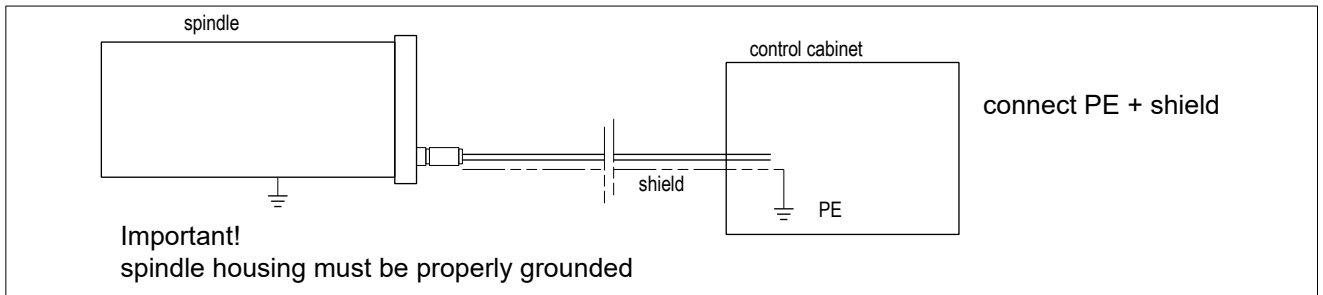 spindle
control cabinet
connect PE + shield
shield
PE
Important!
spindle housing must be properly grounded